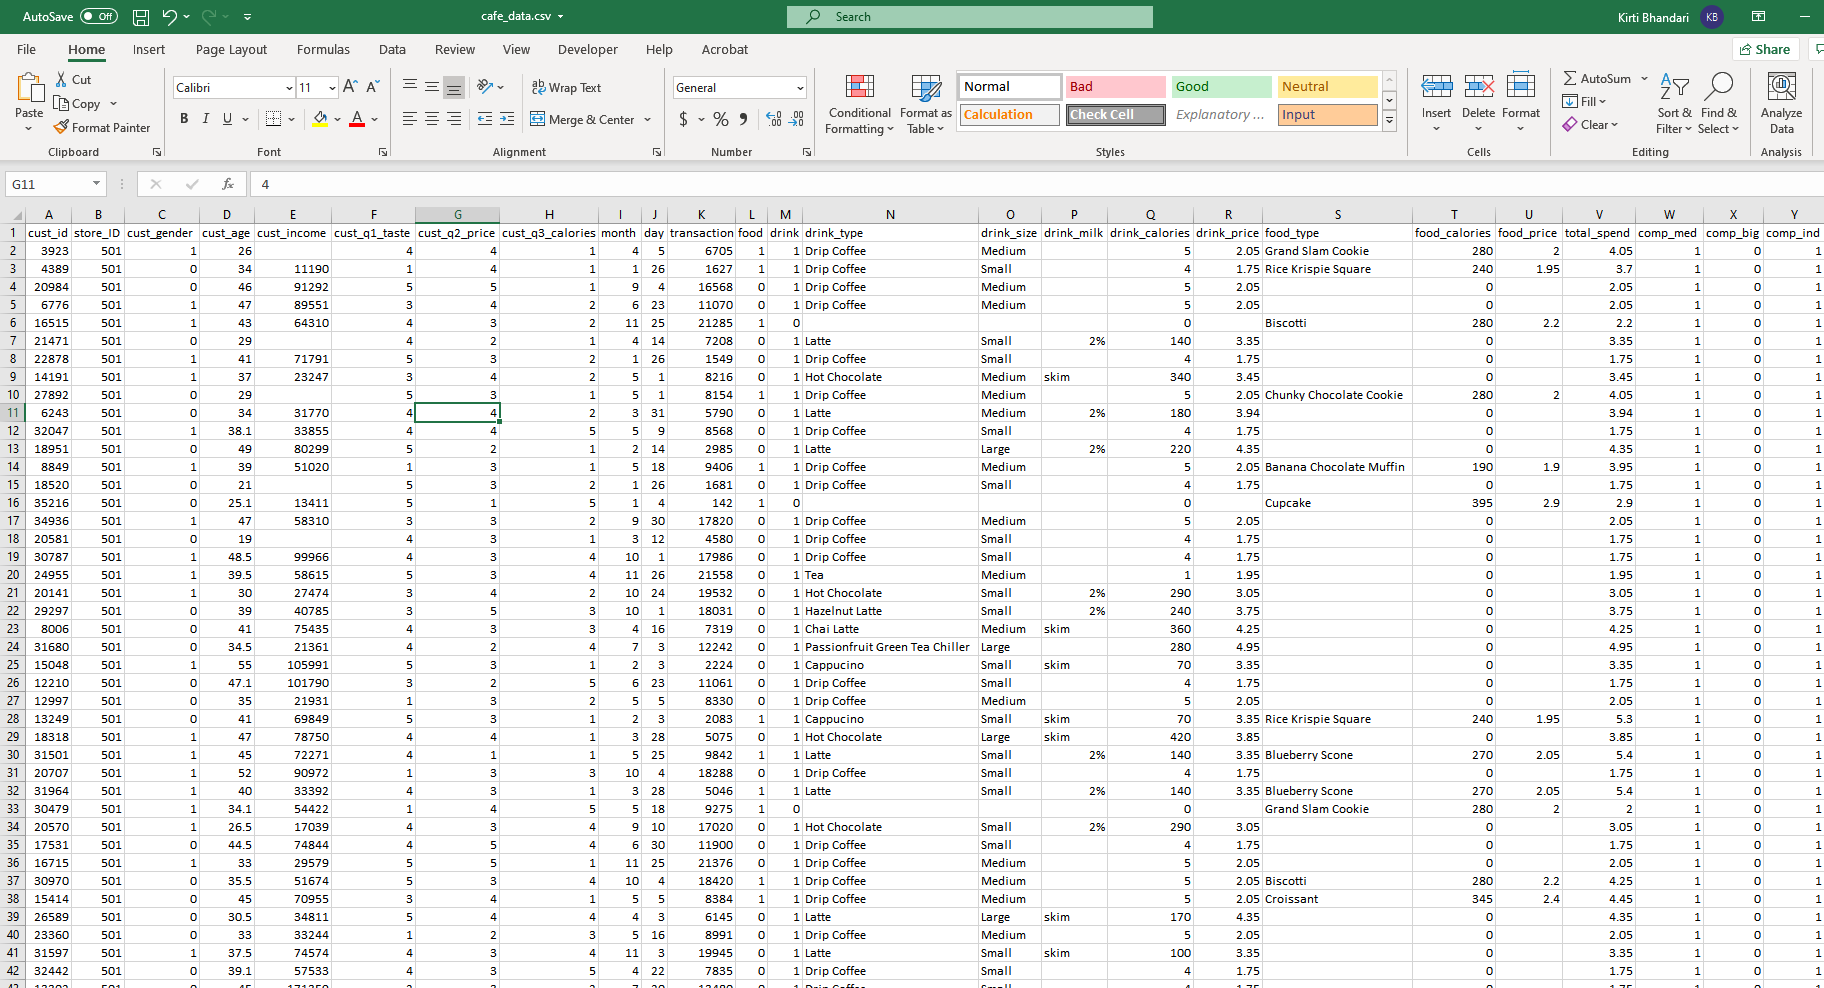 AutoSave Off cafe_data.csv Search Kirti Bhandari KB
File Home Insert Page Layout Formulas Data Review View Developer Help Acrobat Share
Paste Cut Copy Format Painter Calibri 11 A A B I U A ab Wrap Text Merge & Center General $ % , Conditional Formatting Format as Table Normal Bad Good Neutral Calculation Check Cell Explanatory ... Input Insert Delete Format AutoSum Fill Clear Sort & Filter Find & Select Analyze Data
Clipboard Font Alignment Number Styles Cells Editing Analysis
G11 fx 4
A B C D E F G H I J K L M N O P Q R S T U V W X Y
1 cust_id store_ID cust_gender cust_age cust_income cust_q1_taste cust_q2_price cust_q3_calories month day transaction food drink drink_type drink_size drink_milk drink_calories drink_price food_type food_calories food_price total_spend comp_med comp_big comp_ind
2 3923 501 1 26 4 4 1 4 5 6705 1 1 Drip Coffee Medium 5 2.05 Grand Slam Cookie 280 2 4.05 1 0 1
3 4389 501 0 34 11190 1 4 1 1 26 1627 1 1 Drip Coffee Small 4 1.75 Rice Krispie Square 240 1.95 3.7 1 0 1
4 20984 501 0 46 91292 5 5 1 9 4 16568 0 1 Drip Coffee Medium 5 2.05 0 2.05 1 0 1
5 6776 501 1 47 89551 3 4 2 6 23 11070 0 1 Drip Coffee Medium 5 2.05 0 2.05 1 0 1
6 16515 501 1 43 64310 4 3 2 11 25 21285 1 0 0 Biscotti 280 2.2 2.2 1 0 1
7 21471 501 0 29 4 2 1 4 14 7208 0 1 Latte Small 2% 140 3.35 0 3.35 1 0 1
8 22878 501 1 41 71791 5 3 2 1 26 1549 0 1 Drip Coffee Small 4 1.75 0 1.75 1 0 1
9 14191 501 1 37 23247 3 4 2 5 1 8216 0 1 Hot Chocolate Medium skim 340 3.45 0 3.45 1 0 1
10 27892 501 0 29 5 3 1 5 1 8154 1 1 Drip Coffee Medium 5 2.05 Chunky Chocolate Cookie 280 2 4.05 1 0 1
11 6243 501 0 34 31770 4 4 2 3 31 5790 0 1 Latte Medium 2% 180 3.94 0 3.94 1 0 1
12 32047 501 1 38.1 33855 4 4 5 5 9 8568 0 1 Drip Coffee Small 4 1.75 0 1.75 1 0 1
13 18951 501 0 49 80299 5 2 1 2 14 2985 0 1 Latte Large 2% 220 4.35 0 4.35 1 0 1
14 8849 501 1 39 51020 1 3 1 5 18 9406 1 1 Drip Coffee Medium 5 2.05 Banana Chocolate Muffin 190 1.9 3.95 1 0 1
15 18520 501 0 21 5 3 2 1 26 1681 0 1 Drip Coffee Small 4 1.75 0 1.75 1 0 1
16 35216 501 0 25.1 13411 5 1 5 1 4 142 1 0 0 Cupcake 395 2.9 2.9 1 0 1
17 34936 501 1 47 58310 3 3 2 9 30 17820 0 1 Drip Coffee Medium 5 2.05 0 2.05 1 0 1
18 20581 501 0 19 4 3 1 3 12 4580 0 1 Drip Coffee Small 4 1.75 0 1.75 1 0 1
19 30787 501 1 48.5 99966 4 3 4 10 1 17986 0 1 Drip Coffee Small 4 1.75 0 1.75 1 0 1
20 24955 501 1 39.5 58615 5 3 4 11 26 21558 0 1 Tea Medium 1 1.95 0 1.95 1 0 1
21 20141 501 1 30 27474 3 4 2 10 24 19532 0 1 Hot Chocolate Small 2% 290 3.05 0 3.05 1 0 1
22 29297 501 0 39 40785 3 5 3 10 1 18031 0 1 Hazelnut Latte Small 2% 240 3.75 0 3.75 1 0 1
23 8006 501 0 41 75435 4 3 3 4 16 7319 0 1 Chai Latte Medium skim 360 4.25 0 4.25 1 0 1
24 31680 501 0 34.5 21361 4 2 4 7 3 12242 0 1 Passionfruit Green Tea Chiller Large 280 4.95 0 4.95 1 0 1
25 15048 501 1 55 105991 5 3 1 2 3 2224 0 1 Cappucino Small skim 70 3.35 0 3.35 1 0 1
26 12210 501 0 47.1 101790 3 2 5 6 23 11061 0 1 Drip Coffee Small 4 1.75 0 1.75 1 0 1
27 12997 501 0 35 21931 1 3 2 5 5 8330 0 1 Drip Coffee Medium 5 2.05 0 2.05 1 0 1
28 13249 501 0 41 69849 5 3 1 2 3 2083 1 1 Cappucino Small skim 70 3.35 Rice Krispie Square 240 1.95 5.3 1 0 1
29 18318 501 1 47 78750 4 4 1 3 28 5075 0 1 Hot Chocolate Large skim 420 3.85 0 3.85 1 0 1
30 31501 501 1 45 72271 4 1 1 5 25 9842 1 1 Latte Small 2% 140 3.35 Blueberry Scone 270 2.05 5.4 1 0 1
31 20707 501 1 52 90972 1 3 3 10 4 18288 0 1 Drip Coffee Small 4 1.75 0 1.75 1 0 1
32 31964 501 1 40 33392 4 3 1 3 28 5046 1 1 Latte Small 2% 140 3.35 Blueberry Scone 270 2.05 5.4 1 0 1
33 30479 501 0 34.1 54422 1 4 5 5 18 9275 1 0 0 Grand Slam Cookie 280 2 2 1 0 1
34 20570 501 1 26.5 17039 4 3 4 9 10 17020 0 1 Hot Chocolate Small 2% 290 3.05 0 3.05 1 0 1
35 17531 501 0 44.5 74844 4 5 4 6 30 11900 0 1 Drip Coffee Small 4 1.75 0 1.75 1 0 1
36 16715 501 1 33 29579 5 5 1 11 25 21376 0 1 Drip Coffee Medium 5 2.05 0 2.05 1 0 1
37 30970 501 0 35.5 51674 5 3 4 10 4 18420 1 1 Drip Coffee Medium 5 2.05 Biscotti 280 2.2 4.25 1 0 1
38 15414 501 0 45 70955 3 4 1 5 5 8384 1 1 Drip Coffee Medium 5 2.05 Croissant 345 2.4 4.45 1 0 1
39 26589 501 0 30.5 34811 5 4 4 4 3 6145 0 1 Latte Large skim 170 4.35 0 4.35 1 0 1
40 23360 501 0 33 33244 1 2 3 5 16 8991 0 1 Drip Coffee Medium 5 2.05 0 2.05 1 0 1
41 31597 501 1 37.5 74574 4 3 4 11 3 19945 0 1 Latte Small skim 100 3.35 0 3.35 1 0 1
42 32442 501 0 39.1 57533 4 3 5 4 22 7835 0 1 Drip Coffee Small 4 1.75 0 1.75 1 0 1